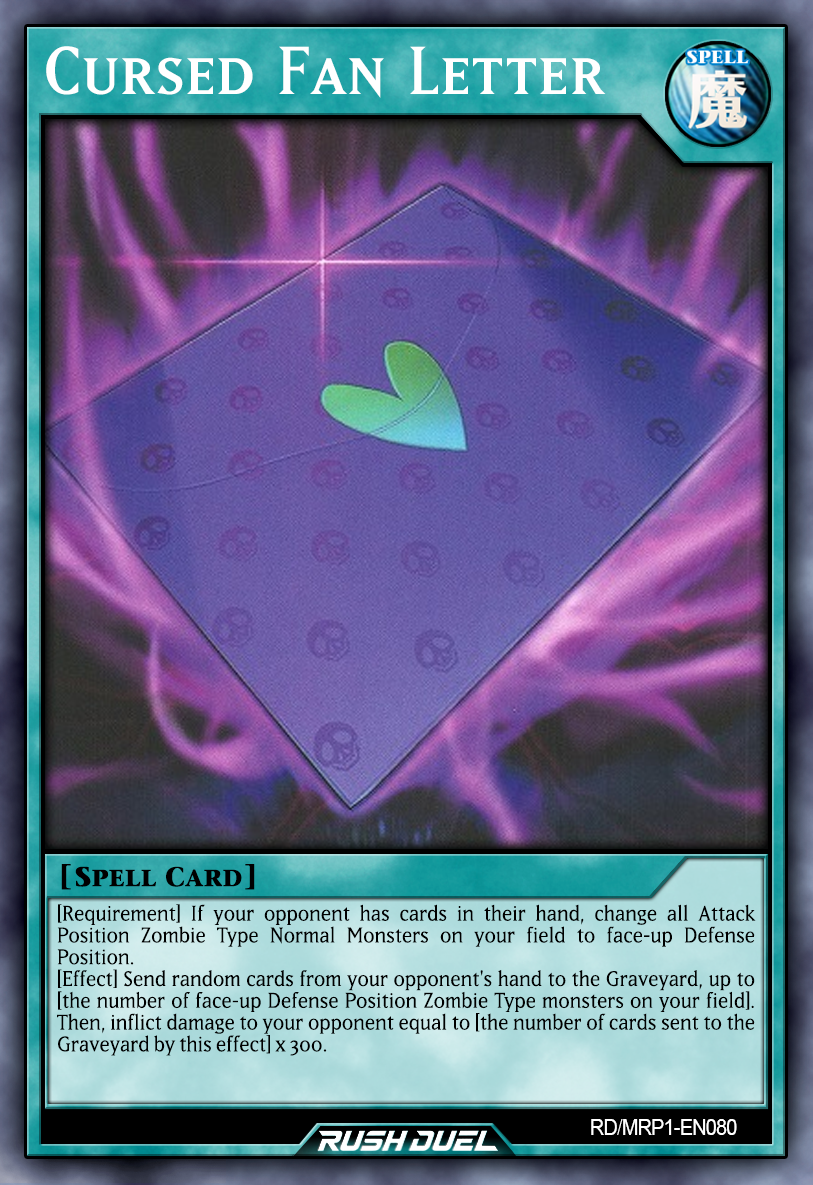 Cursed Fan Letter
SPELL
魔
[Spell Card]
[Requirement] If your opponent has cards in their hand, change all Attack
Position Zombie Type Normal Monsters on your field to face-up Defense
Position.
[Effect] Send random cards from your opponent's hand to the Graveyard, up to
[the number of face-up Defense Position Zombie Type monsters on your field].
Then, inflict damage to your opponent equal to [the number of cards sent to the
Graveyard by this effect] x 300.
RD/MRP1-EN080
RUSH DUEL